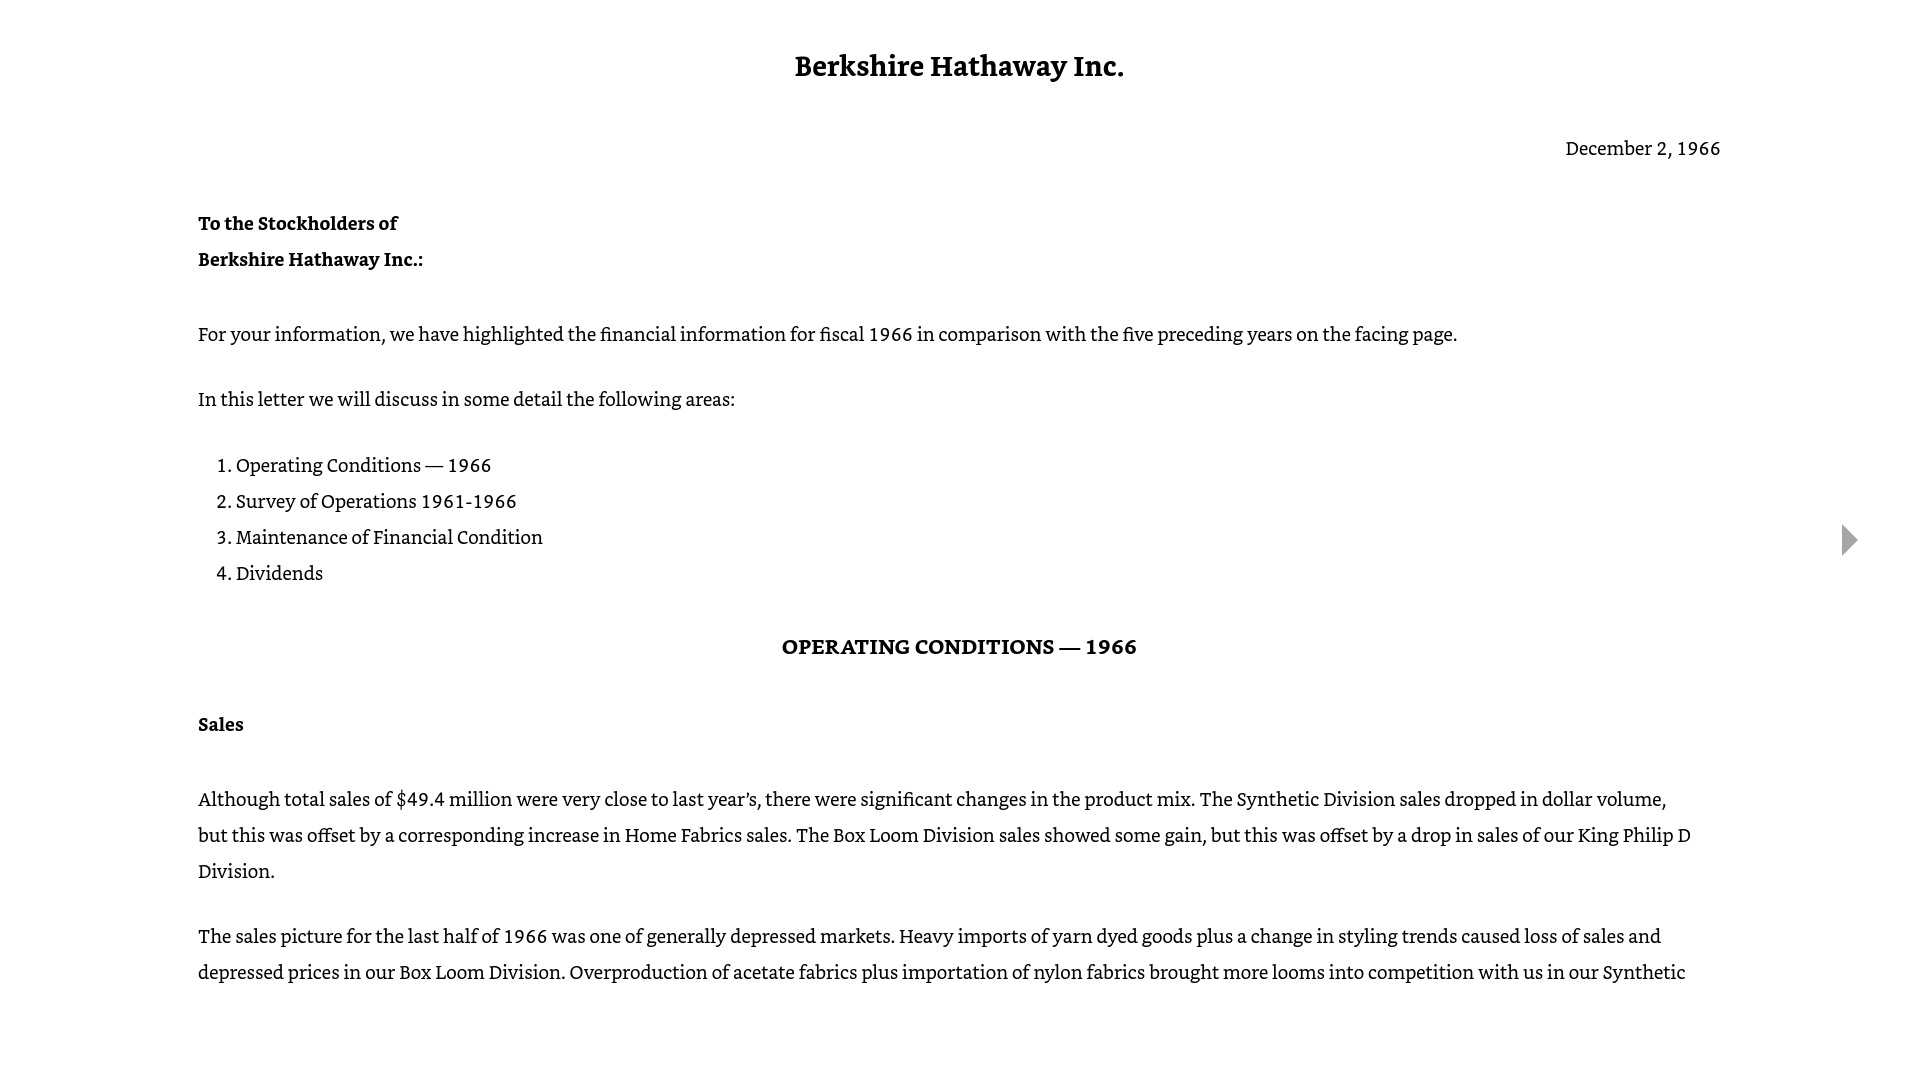 Berkshire Hathaway Inc.
December 2, 1966
To the Stockholders of
Berkshire Hathaway Inc.:
For your information, we have highlighted the financial information for fiscal 1966 in comparison with the five preceding years on the facing page.
In this letter we will discuss in some detail the following areas:
1. Operating Conditions — 1966
2. Survey of Operations 1961-1966
3. Maintenance of Financial Condition
4. Dividends
OPERATING CONDITIONS — 1966
Sales
Although total sales of $49.4 million were very close to last year’s, there were significant changes in the product mix. The Synthetic Division sales dropped in dollar volume,
but this was offset by a corresponding increase in Home Fabrics sales. The Box Loom Division sales showed some gain, but this was offset by a drop in sales of our King Philip D
Division.
The sales picture for the last half of 1966 was one of generally depressed markets. Heavy imports of yarn dyed goods plus a change in styling trends caused loss of sales and
depressed prices in our Box Loom Division. Overproduction of acetate fabrics plus importation of nylon fabrics brought more looms into competition with us in our Synthetic